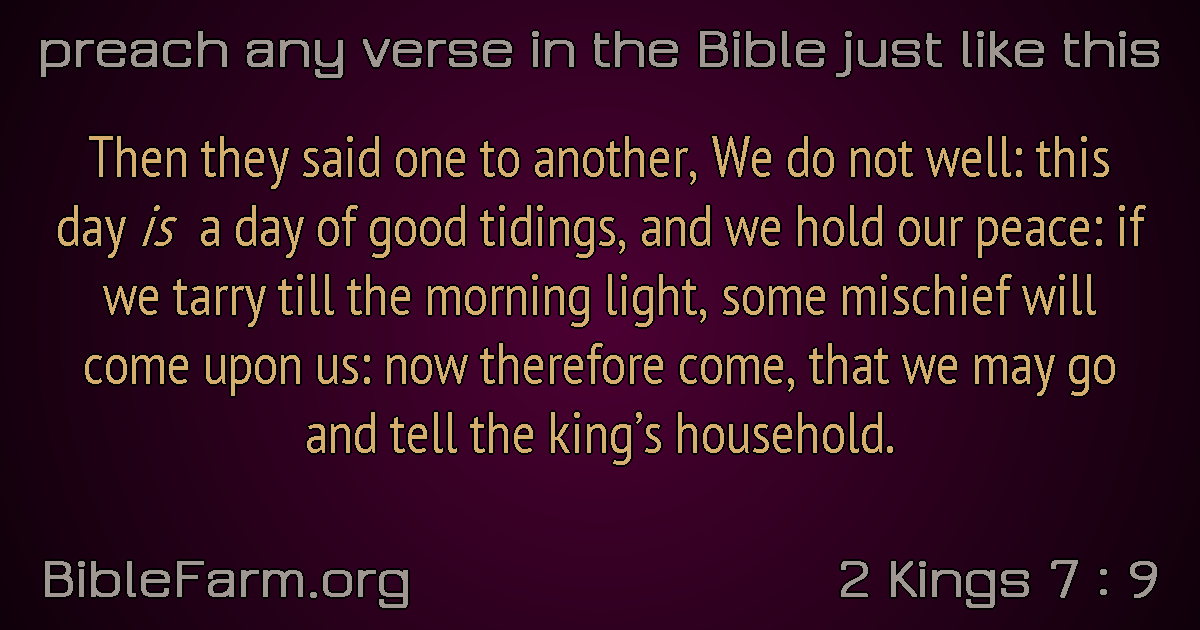 preach any verse in the Bible just like this
Then they said one to another, We do not well: this
day is a day of good tidings, and we hold our peace: if
we tarry till the morning light, some mischief will
come upon us: now therefore come, that we may go
and tell the king’s household.
BibleFarm.org
2 Kings 7 : 9